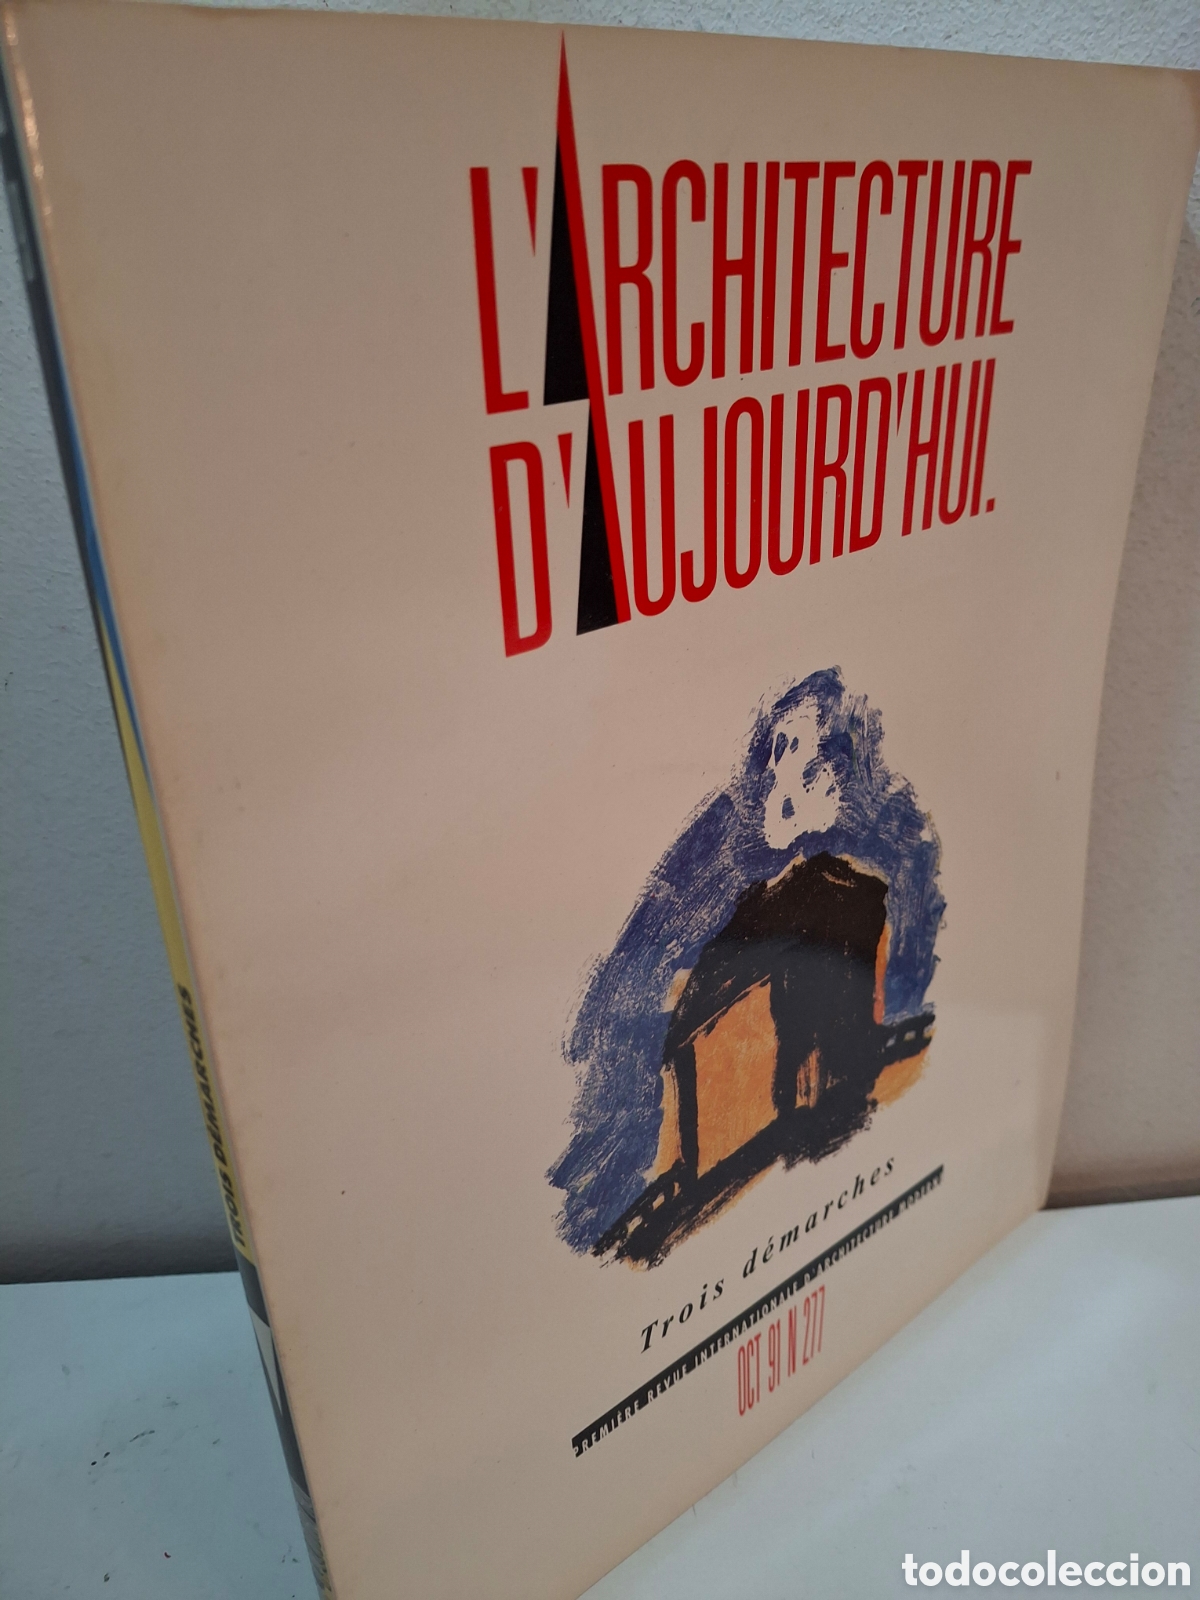 L'ARCHITECTURE
D'AUJOURD'HUI.
Trois démarches
PREMIÈRE REVUE INTERNATIONALE D'ARCHITECTURE MODERNE
OCT 91 N 277
TROIS DÉMARCHES
todocoleccion